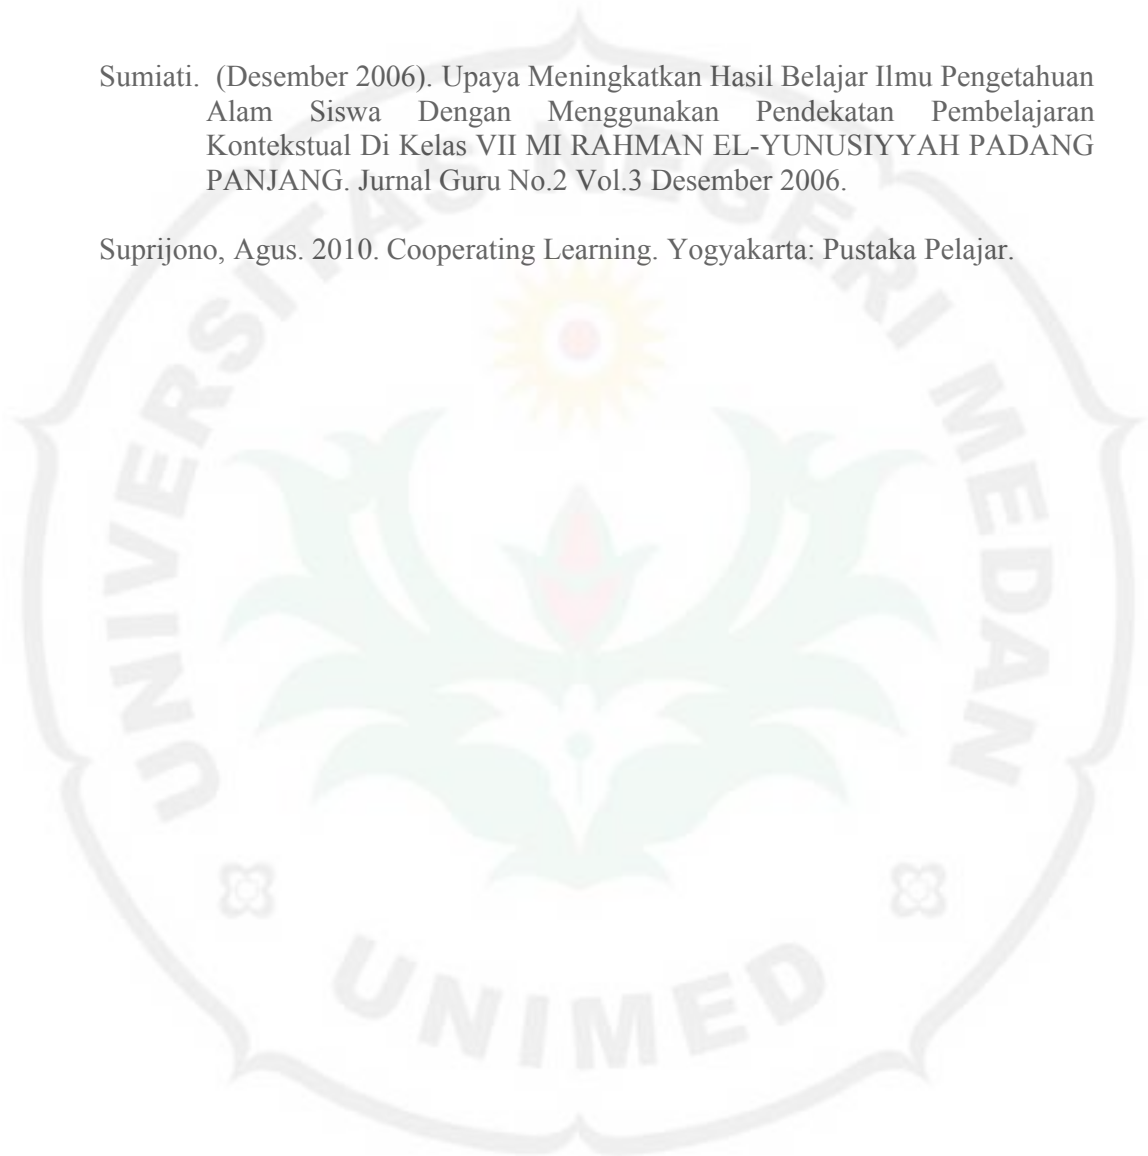 Sumiati.  (Desember 2006). Upaya Meningkatkan Hasil Belajar Ilmu Pengetahuan
Alam Siswa Dengan Menggunakan Pendekatan Pembelajaran
Kontekstual Di Kelas VII MI RAHMAN EL-YUNUSIYYAH PADANG
PANJANG. Jurnal Guru No.2 Vol.3 Desember 2006.
Suprijono, Agus. 2010. Cooperating Learning. Yogyakarta: Pustaka Pelajar.
UNIVERSITAS NEGERI MEDAN
UNIMED